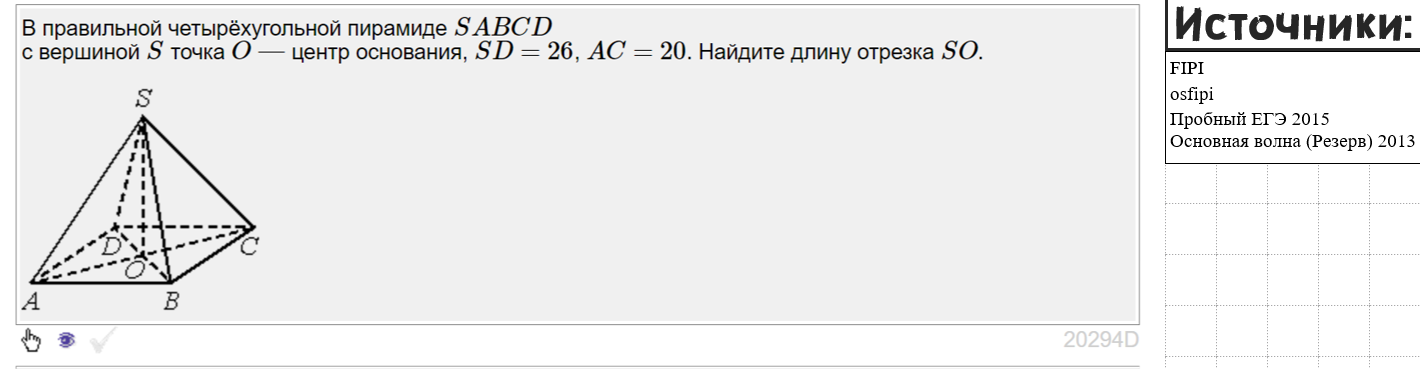 В правильной четырёхугольной пирамиде SABCD
с вершиной S точка O — центр основания, SD = 26, AC = 20. Найдите длину отрезка SO.
S
D
C
O
A
B
20294D
Источники:
FIPI
osfipi
Пробный ЕГЭ 2015
Основная волна (Резерв) 2013